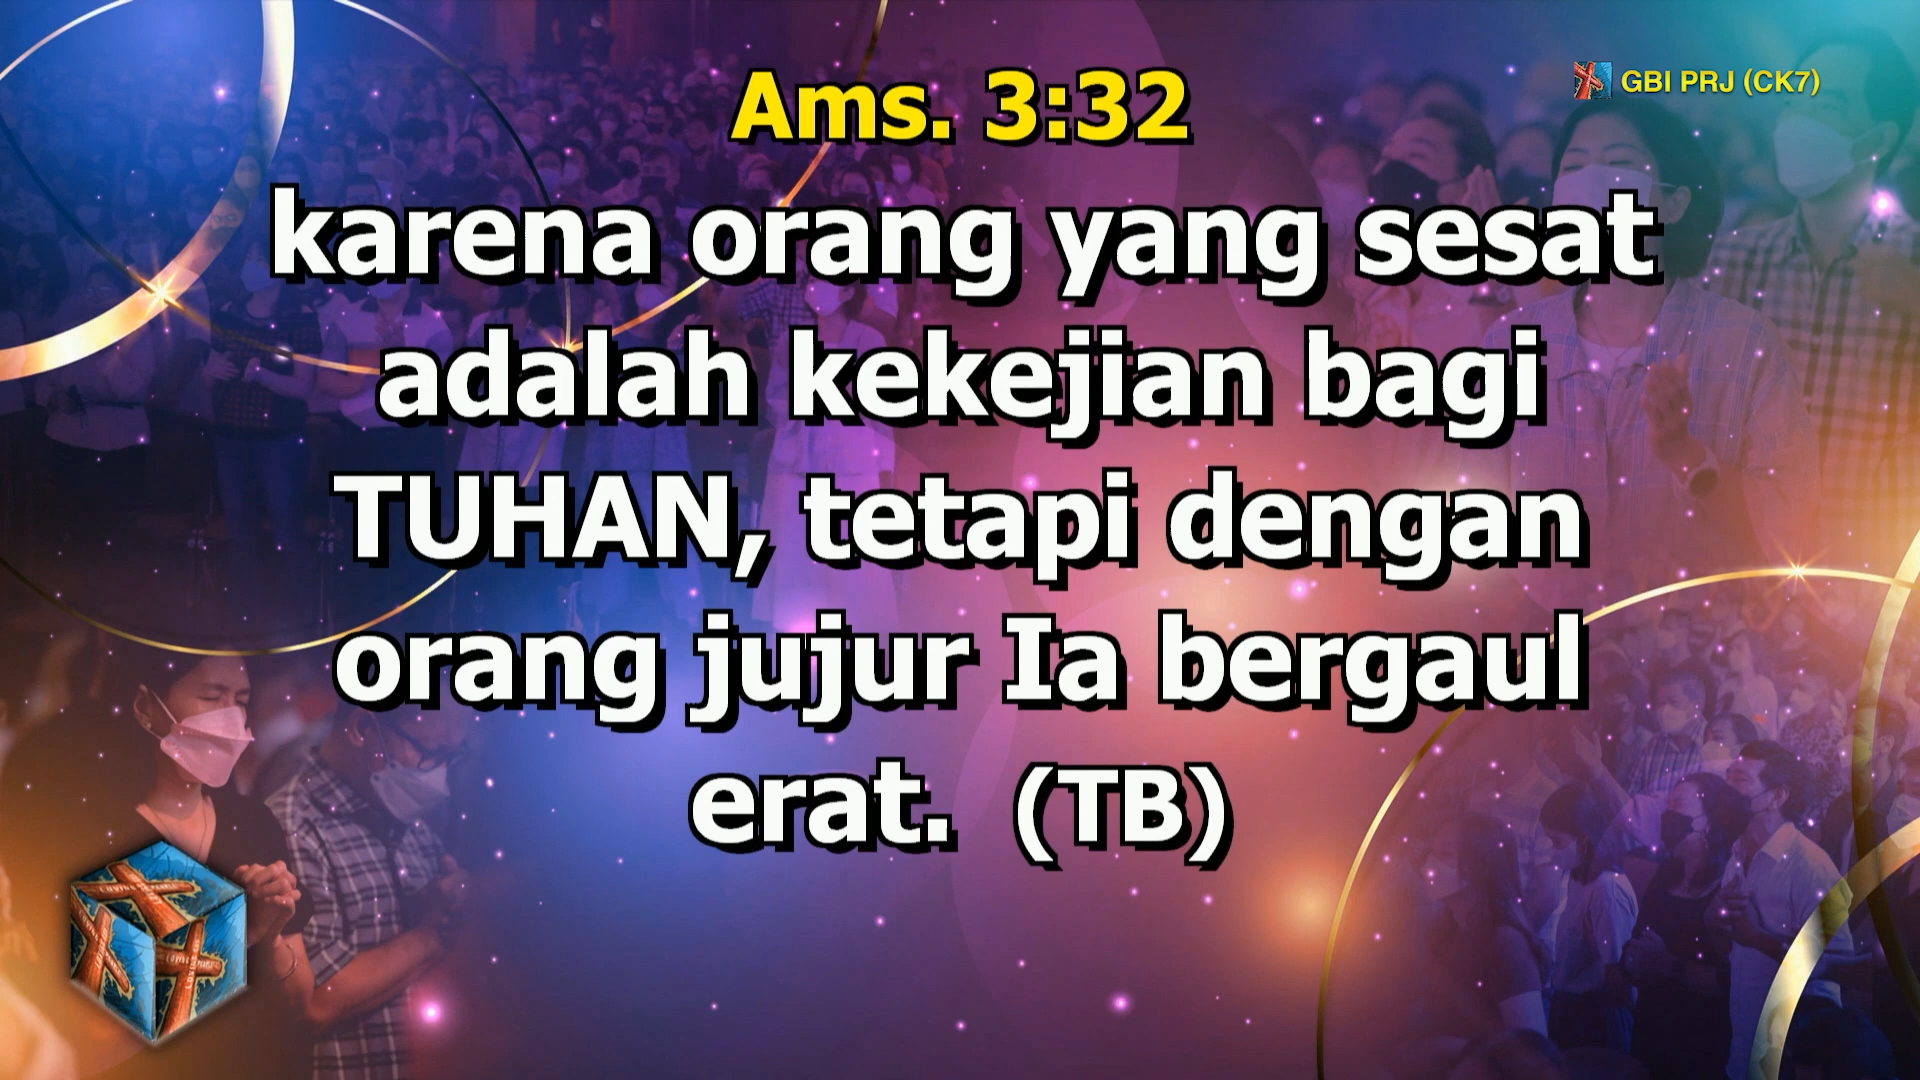 GBI PRJ (CK7)
Ams. 3:32
karena orang yang sesat
adalah kekejian bagi
TUHAN, tetapi dengan
orang jujur Ia bergaul
erat. (TB)